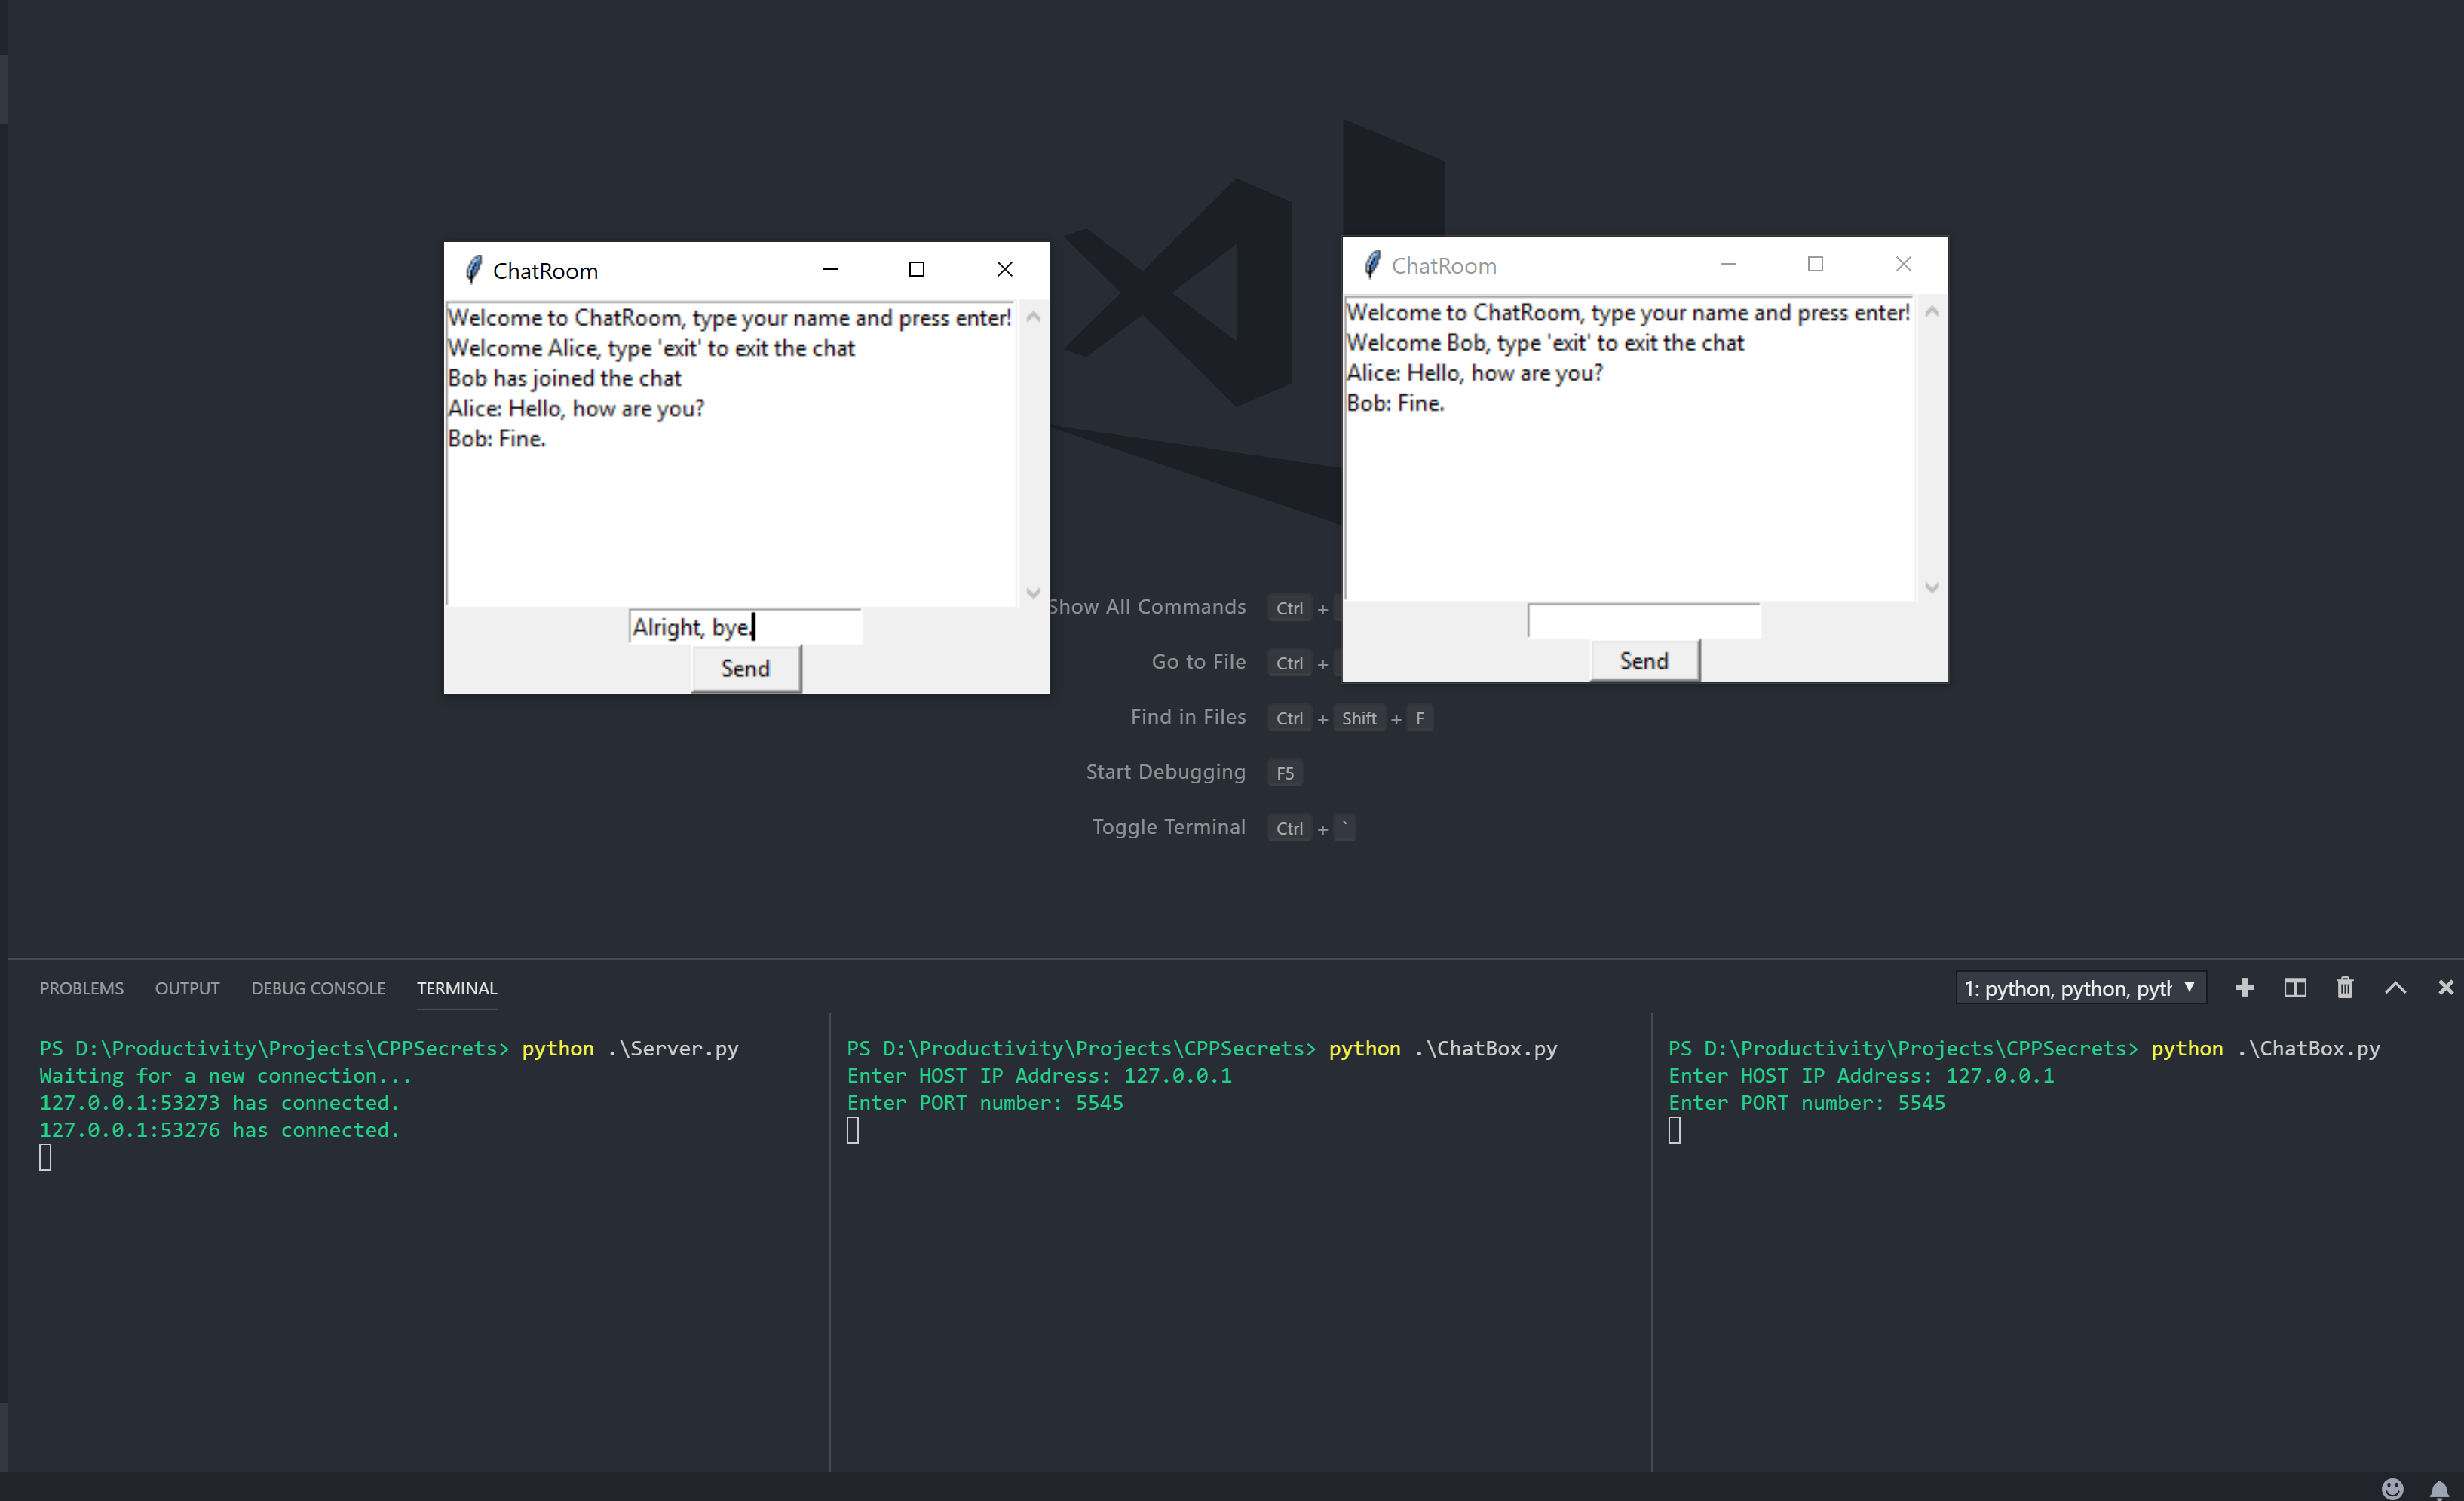 ChatRoom
Welcome to ChatRoom, type your name and press enter!
Welcome Alice, type 'exit' to exit the chat
Bob has joined the chat
Alice: Hello, how are you?
Bob: Fine.
Alright, bye.
Send
ChatRoom
Welcome to ChatRoom, type your name and press enter!
Welcome Bob, type 'exit' to exit the chat
Alice: Hello, how are you?
Bob: Fine.
Send
Show All Commands Ctrl +
Go to File Ctrl +
Find in Files Ctrl + Shift + F
Start Debugging F5
Toggle Terminal Ctrl + `
PROBLEMS OUTPUT DEBUG CONSOLE TERMINAL
1: python, python, pyth
PS D:\Productivity\Projects\CPPSecrets> python .\Server.py
Waiting for a new connection...
127.0.0.1:53273 has connected.
127.0.0.1:53276 has connected.
PS D:\Productivity\Projects\CPPSecrets> python .\ChatBox.py
Enter HOST IP Address: 127.0.0.1
Enter PORT number: 5545
PS D:\Productivity\Projects\CPPSecrets> python .\ChatBox.py
Enter HOST IP Address: 127.0.0.1
Enter PORT number: 5545